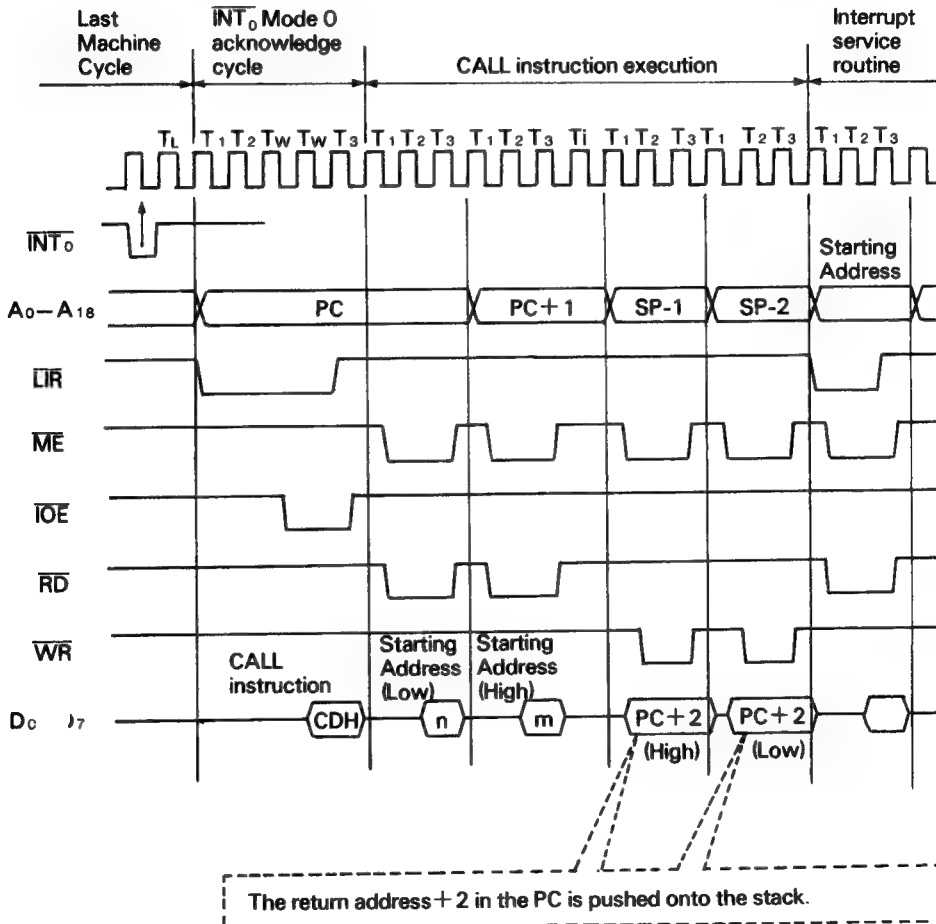 Last
Machine
Cycle
INT₀ Mode 0
acknowledge
cycle
CALL instruction execution
Interrupt
service
routine
TL T1 T2 TW TW T3 T1 T2 T3 T1 T2 T3 Ti T1 T2 T3 T1 T2 T3 T1 T2 T3
INT₀
Starting
Address
A₀—A₁₈
PC PC+1 SP-1 SP-2
LIR
ME
IOE
RD
WR
CALL
instruction
Starting
Address
(Low)
Starting
Address
(High)
CDH n m PC+2 PC+2
(High) (Low)
The return address+2 in the PC is pushed onto the stack.